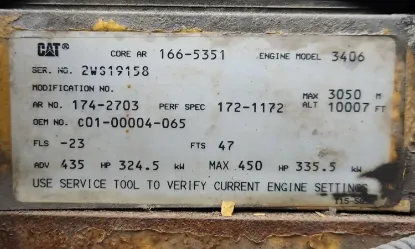 CAT® CORE AR 166-5351 ENGINE MODEL 3406
SER. NO. 2WS19158
MODIFICATION NO.
MAX 3050 M
AR NO. 174-2703 PERF SPEC 172-1172 ALT 10007 FT
OEM NO. C01-00004-065
FLS -23 FTS 47
ADV 435 HP 324.5 kW MAX 450 HP 335.5 kW
USE SERVICE TOOL TO VERIFY CURRENT ENGINE SETTINGS